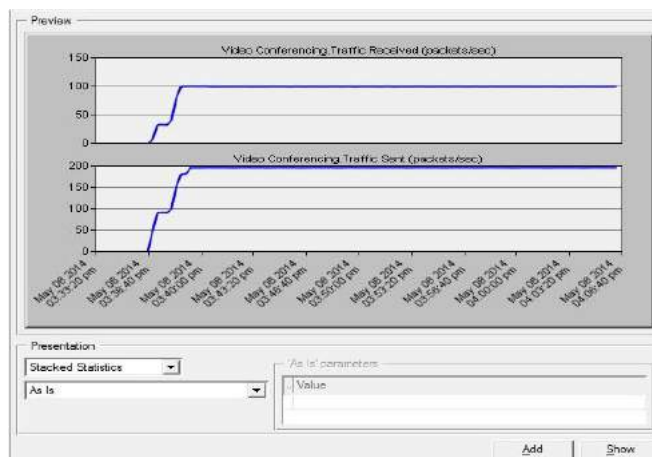 Preview
Video Conferencing.Traffic Received (packets/sec)
150
100
50
0
Video Conferencing.Traffic Sent (packets/sec)
200
150
100
50
0
May 08 2014 03:33:20 pm
May 08 2014 03:36:40 pm
May 08 2014 03:40:00 pm
May 08 2014 03:43:20 pm
May 08 2014 03:46:40 pm
May 08 2014 03:50:00 pm
May 08 2014 03:53:20 pm
May 08 2014 03:56:40 pm
May 08 2014 04:00:00 pm
May 08 2014 04:03:20 pm
May 08 2014 04:06:40 pm
Presentation
Stacked Statistics
As Is
'As Is' parameters
Value
Add
Show